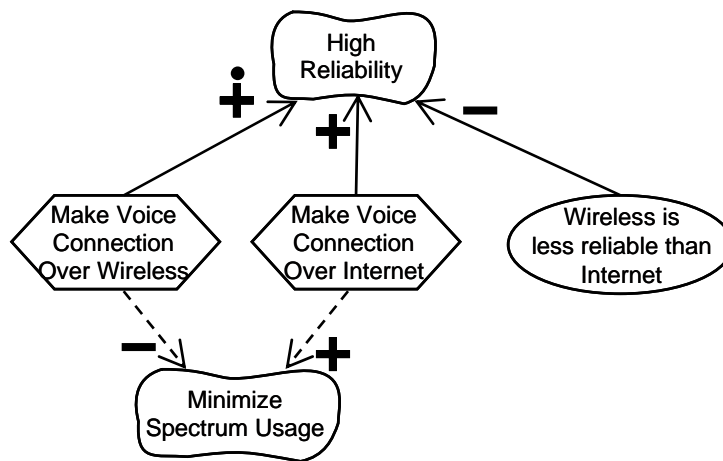 High
Reliability
+
+
−
Make Voice
Connection
Over Wireless
Make Voice
Connection
Over Internet
Wireless is
less reliable than
Internet
−
+
Minimize
Spectrum Usage